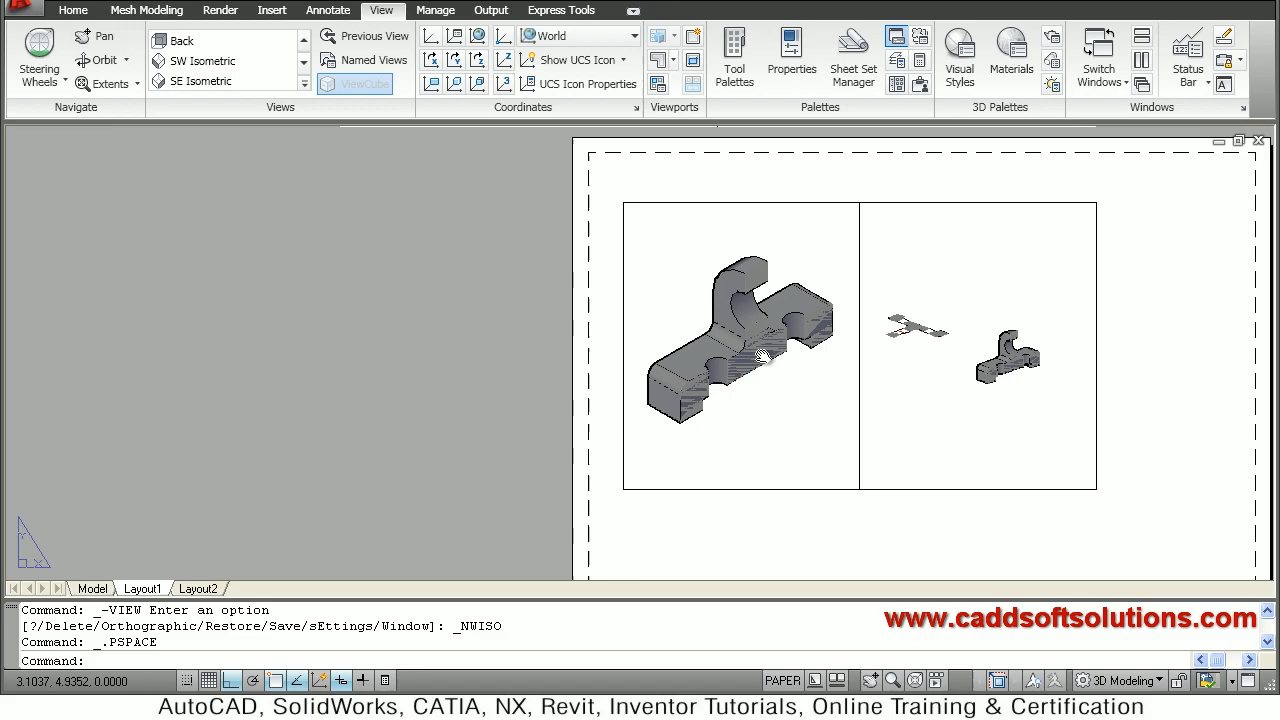 Home Mesh Modeling Render Insert Annotate View Manage Output Express Tools
Steering Wheels
Pan
Orbit
Extents
Navigate
Back
SW Isometric
SE Isometric
Previous View
Named Views
ViewCube
Views
World
Show UCS Icon
UCS Icon Properties
Coordinates
Viewports
Tool Palettes
Properties
Sheet Set Manager
Palettes
Visual Styles
Materials
3D Palettes
Switch Windows
Status Bar
Windows
Y
X
Model Layout1 Layout2
Command: _-VIEW Enter an option
[?/Delete/Orthographic/Restore/Save/sEttings/Window]: _NWISO
Command: _.PSPACE
Command:
www.caddsoftsolutions.com
3.1037, 4.9352, 0.0000
PAPER
3D Modeling
AutoCAD, SolidWorks, CATIA, NX, Revit, Inventor Tutorials, Online Training & Certification